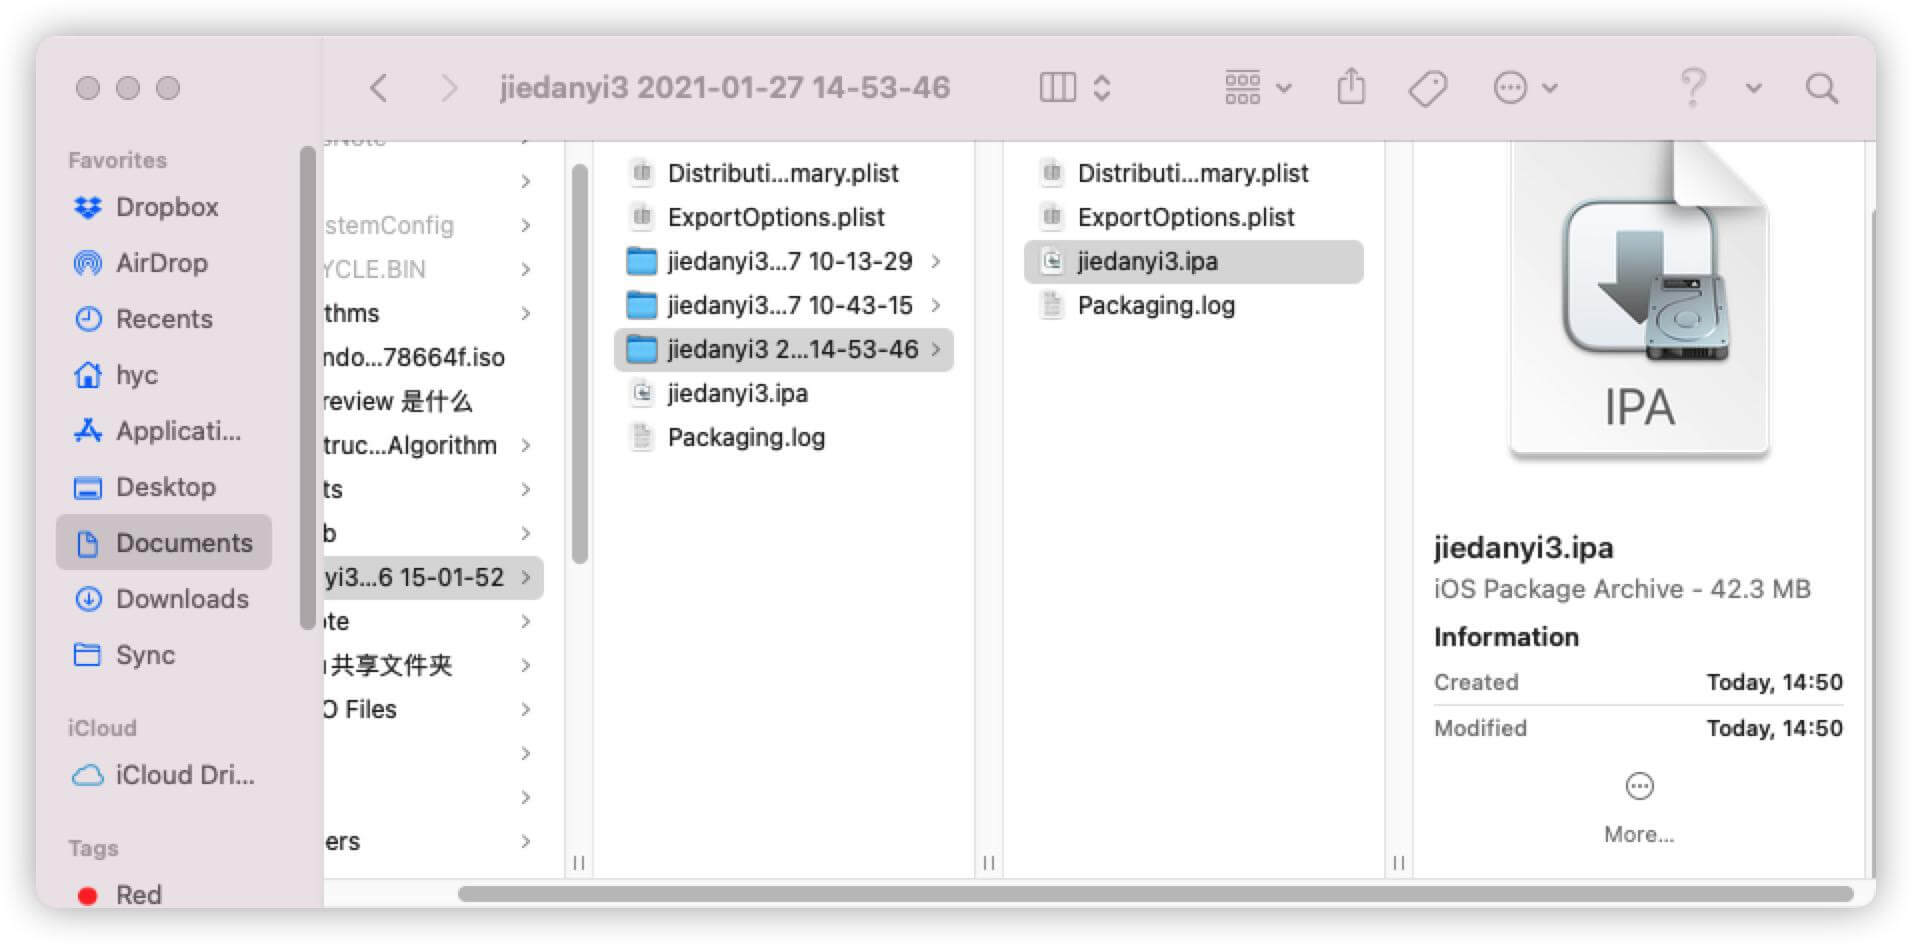 jiedanyi3 2021-01-27 14-53-46
Favorites
Dropbox
AirDrop
Recents
hyc
Applicati...
Desktop
Documents
Downloads
Sync
iCloud
iCloud Dri...
Tags
Red
stemConfig
YCLE.BIN
thms
ndo...78664f.iso
review 是什么
truc...Algorithm
ts
b
yi3...6 15-01-52
ote
共享文件夹
O Files
ers
Distributi...mary.plist
ExportOptions.plist
jiedanyi3...7 10-13-29
jiedanyi3...7 10-43-15
jiedanyi3 2...14-53-46
jiedanyi3.ipa
Packaging.log
Distributi...mary.plist
ExportOptions.plist
jiedanyi3.ipa
Packaging.log
IPA
jiedanyi3.ipa
iOS Package Archive - 42.3 MB
Information
Created Today, 14:50
Modified Today, 14:50
More...